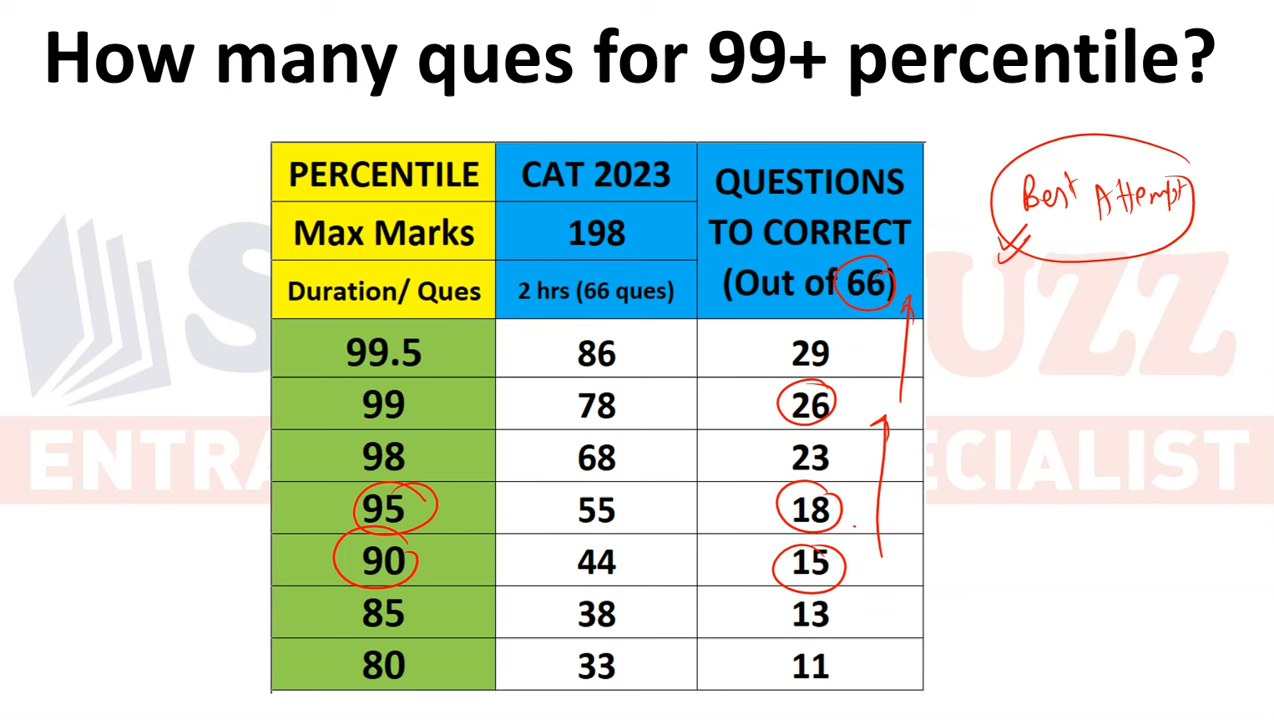 How many ques for 99+ percentile?
PERCENTILE CAT 2023 QUESTIONS TO CORRECT (Out of 66)
Max Marks 198
Duration/ Ques 2 hrs (66 ques)
99.5 86 29
99 78 26
98 68 23
95 55 18
90 44 15
85 38 13
80 33 11
Best Attempt
UZZ
ENTRA
ECIALIST